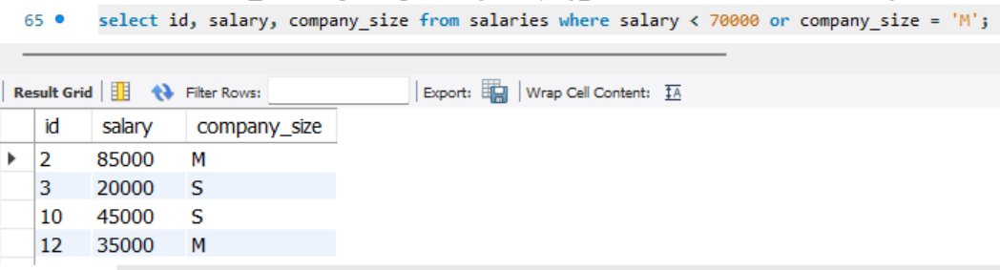 65 select id, salary, company_size from salaries where salary < 70000 or company_size = 'M';
Result Grid Filter Rows: Export: Wrap Cell Content: IA
id salary company_size
2 85000 M
3 20000 S
10 45000 S
12 35000 M